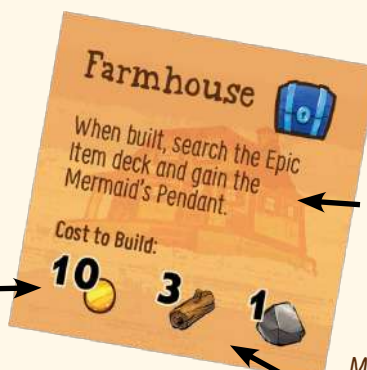 Farmhouse
When built, search the Epic
Item deck and gain the
Mermaid's Pendant.
Cost to Build:
10 3 1
M